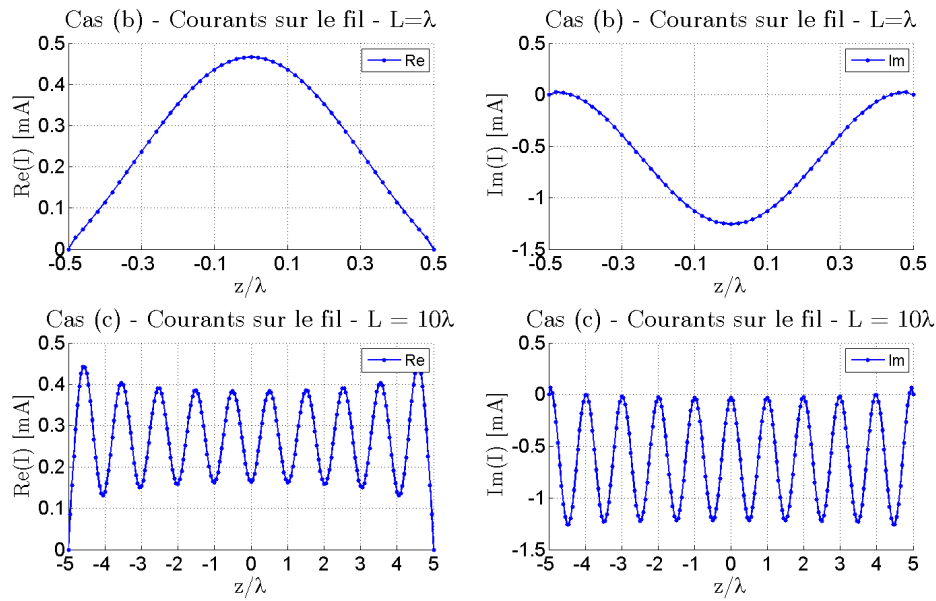 Cas (b) - Courants sur le fil - L=λ
Re(I) [mA]
0.5
0.4
0.3
0.2
0.1
0
Re
-0.5 -0.3 -0.1 0.1 0.3 0.5
z/λ
Cas (b) - Courants sur le fil - L=λ
Im(I) [mA]
0.5
0
-0.5
-1
-1.5
Im
-0.5 -0.3 -0.1 0.1 0.3 0.5
z/λ
Cas (c) - Courants sur le fil - L = 10λ
Re(I) [mA]
0.5
0.4
0.3
0.2
0.1
0
Re
-5 -4 -3 -2 -1 0 1 2 3 4 5
z/λ
Cas (c) - Courants sur le fil - L = 10λ
Im(I) [mA]
0.5
0
-0.5
-1
-1.5
Im
-5 -4 -3 -2 -1 0 1 2 3 4 5
z/λ